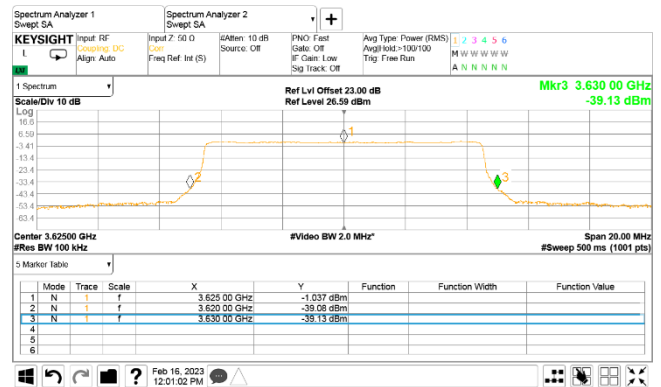 Spectrum Analyzer 1
Swept SA
Spectrum Analyzer 2
Swept SA
+
KEYSIGHT
L
Input: RF
Coupling: DC
Align: Auto
Input Z: 50 Ω
Corr
Freq Ref: Int (S)
#Atten: 10 dB
Source: Off
PNO: Fast
Gate: Off
IF Gain: Low
Sig Track: Off
Avg Type: Power (RMS)
Avg|Hold:>100/100
Trig: Free Run
1 2 3 4 5 6
M W W W W W
A N N N N N
1 Spectrum
Scale/Div 10 dB
Log
Ref Lvl Offset 23.00 dB
Ref Level 26.59 dBm
Mkr3 3.630 00 GHz
-39.13 dBm
16.6
6.59
-3.41
-13.4
-23.4
-33.4
-43.4
-53.4
-63.4
1
2
3
Center 3.62500 GHz
#Res BW 100 kHz
#Video BW 2.0 MHz*
Span 20.00 MHz
#Sweep 500 ms (1001 pts)
5 Marker Table
Mode Trace Scale X Y Function Function Width Function Value
1 N 1 f 3.625 00 GHz -1.037 dBm
2 N 1 f 3.620 00 GHz -39.08 dBm
3 N 1 f 3.630 00 GHz -39.13 dBm
4
5
6
?
Feb 16, 2023
12:01:02 PM